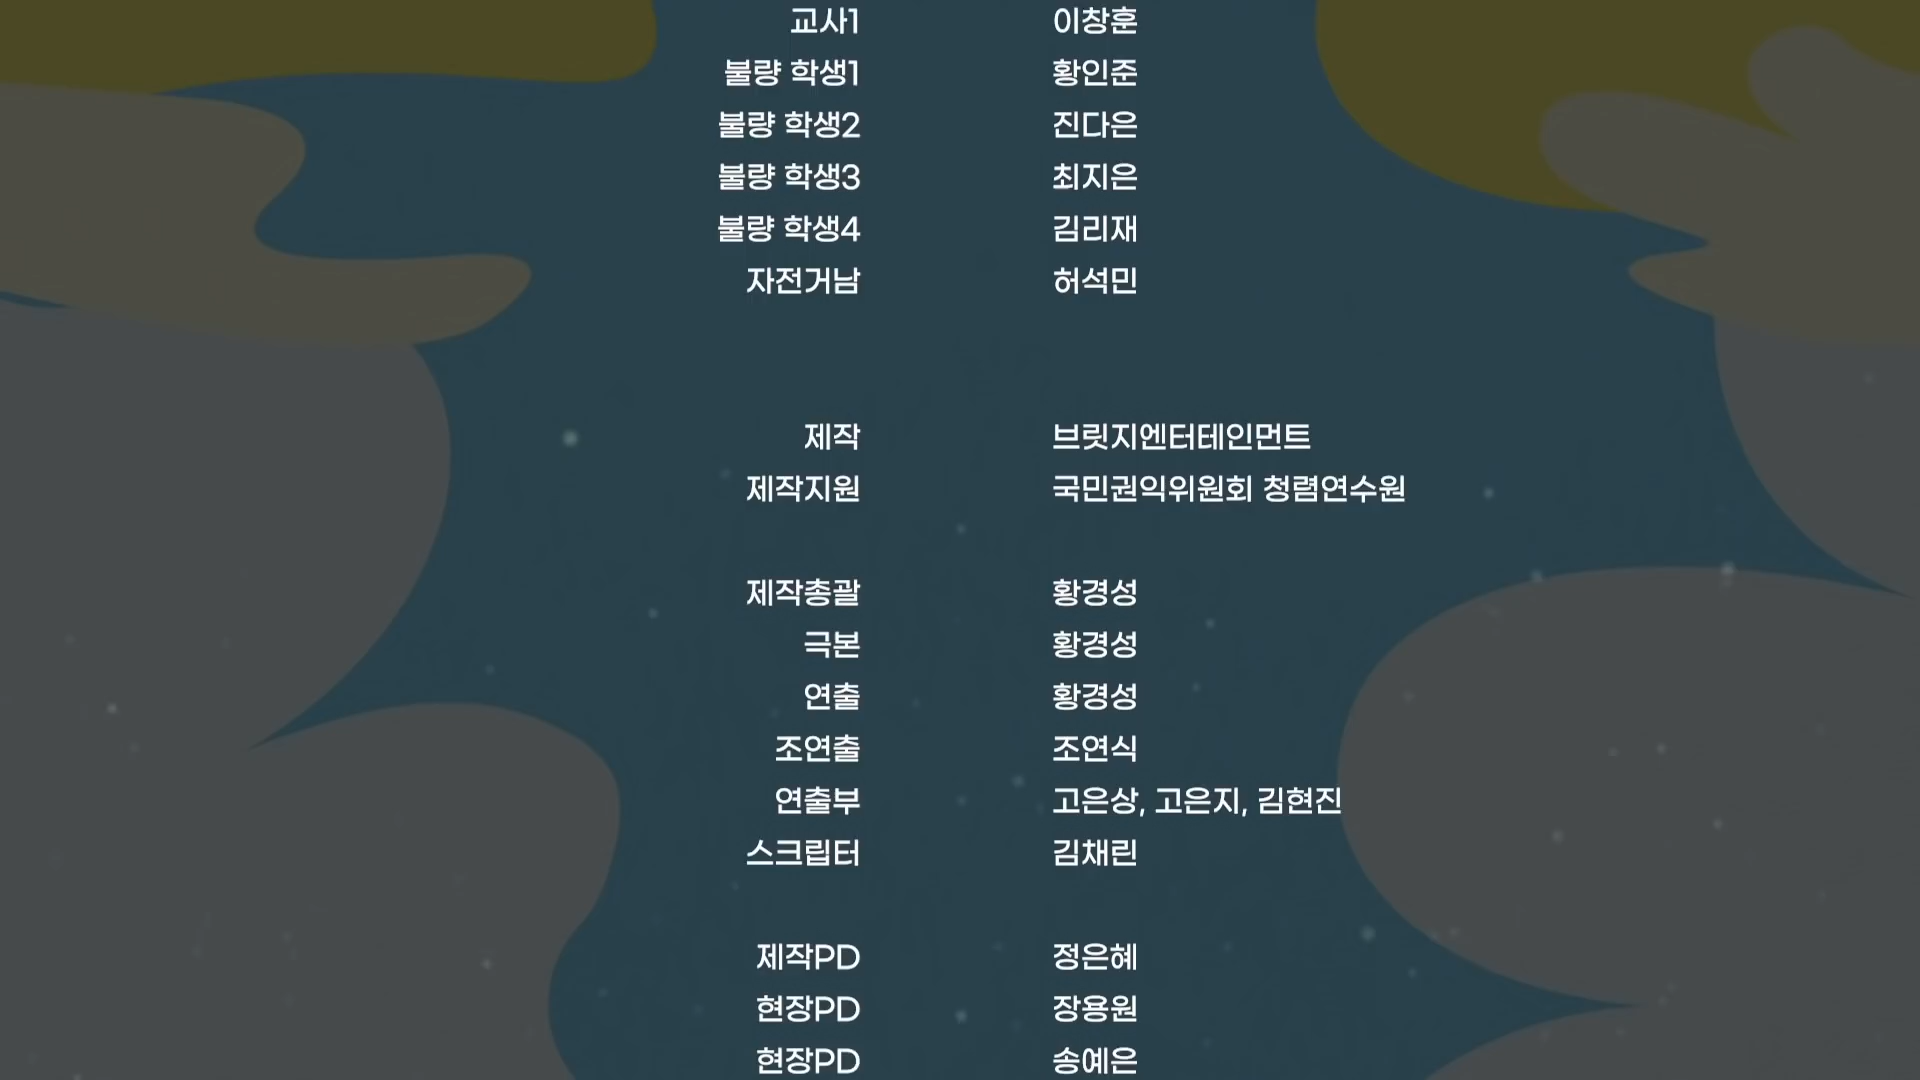 교사1 이창훈
불량 학생1 황인준
불량 학생2 진다은
불량 학생3 최지은
불량 학생4 김리재
자전거남 허석민
제작 브릿지엔터테인먼트
제작지원 국민권익위원회 청렴연수원
제작총괄 황경성
극본 황경성
연출 황경성
조연출 조연식
연출부 고은상, 고은지, 김현진
스크립터 김채린
제작PD 정은혜
현장PD 장용원
현장PD 송예은